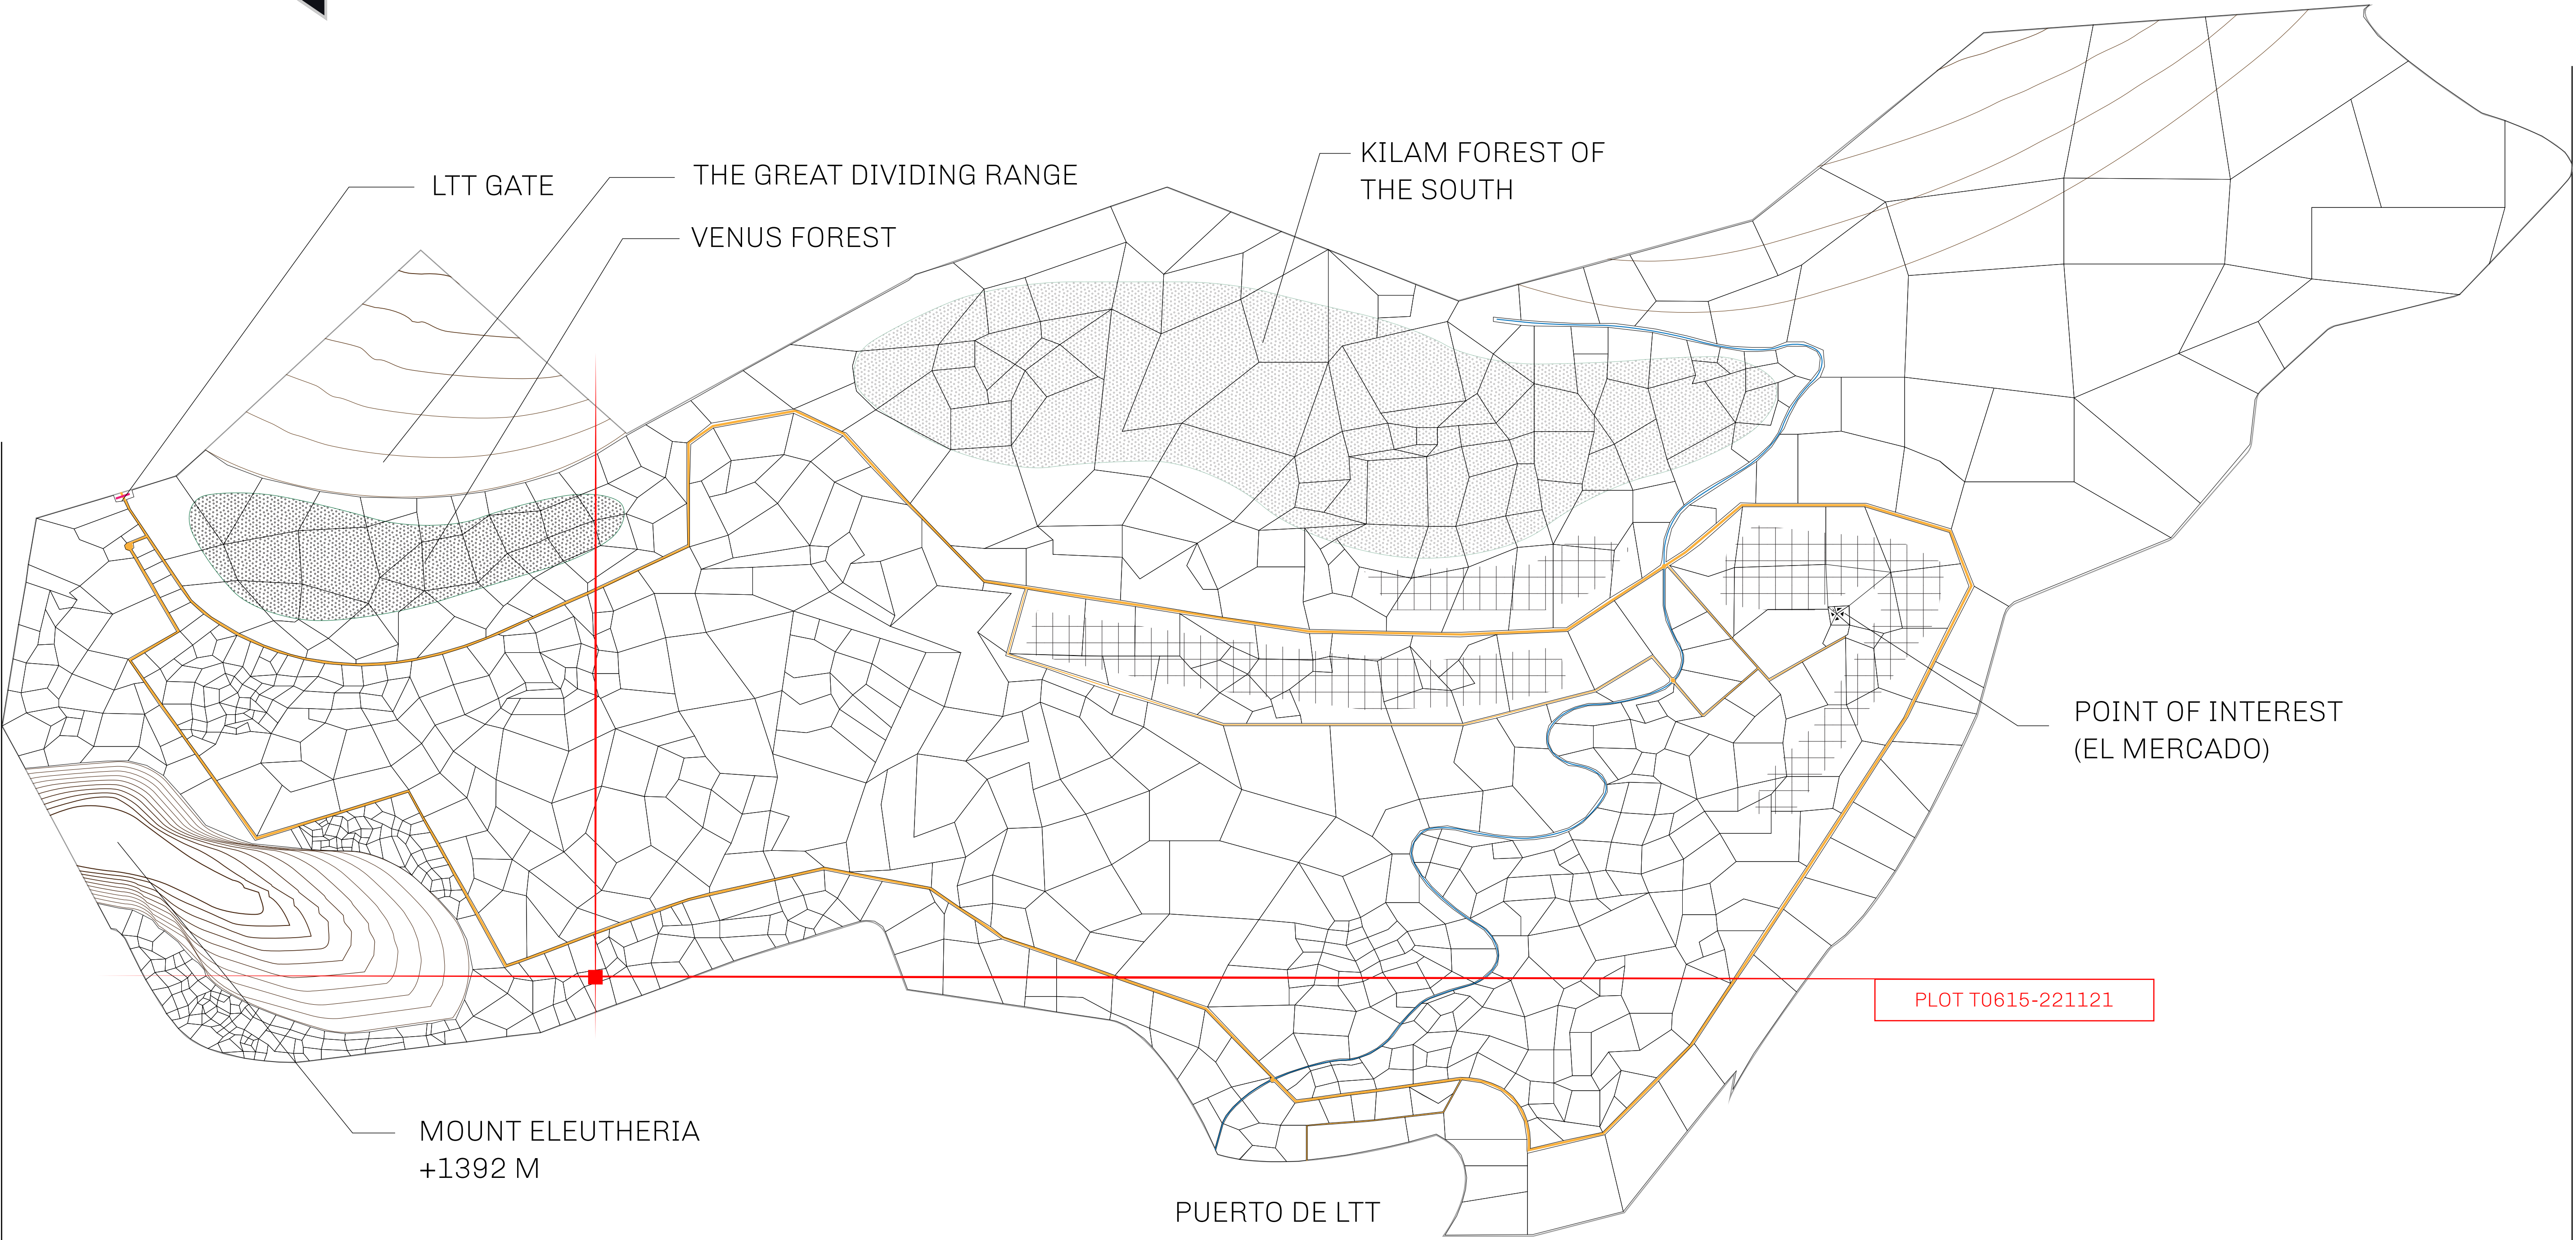 LTT GATE
THE GREAT DIVIDING RANGE
VENUS FOREST
KILAM FOREST OF
THE SOUTH
POINT OF INTEREST
(EL MERCADO)
PLOT T0615-221121
MOUNT ELEUTHERIA
+1392 M
PUERTO DE LTT